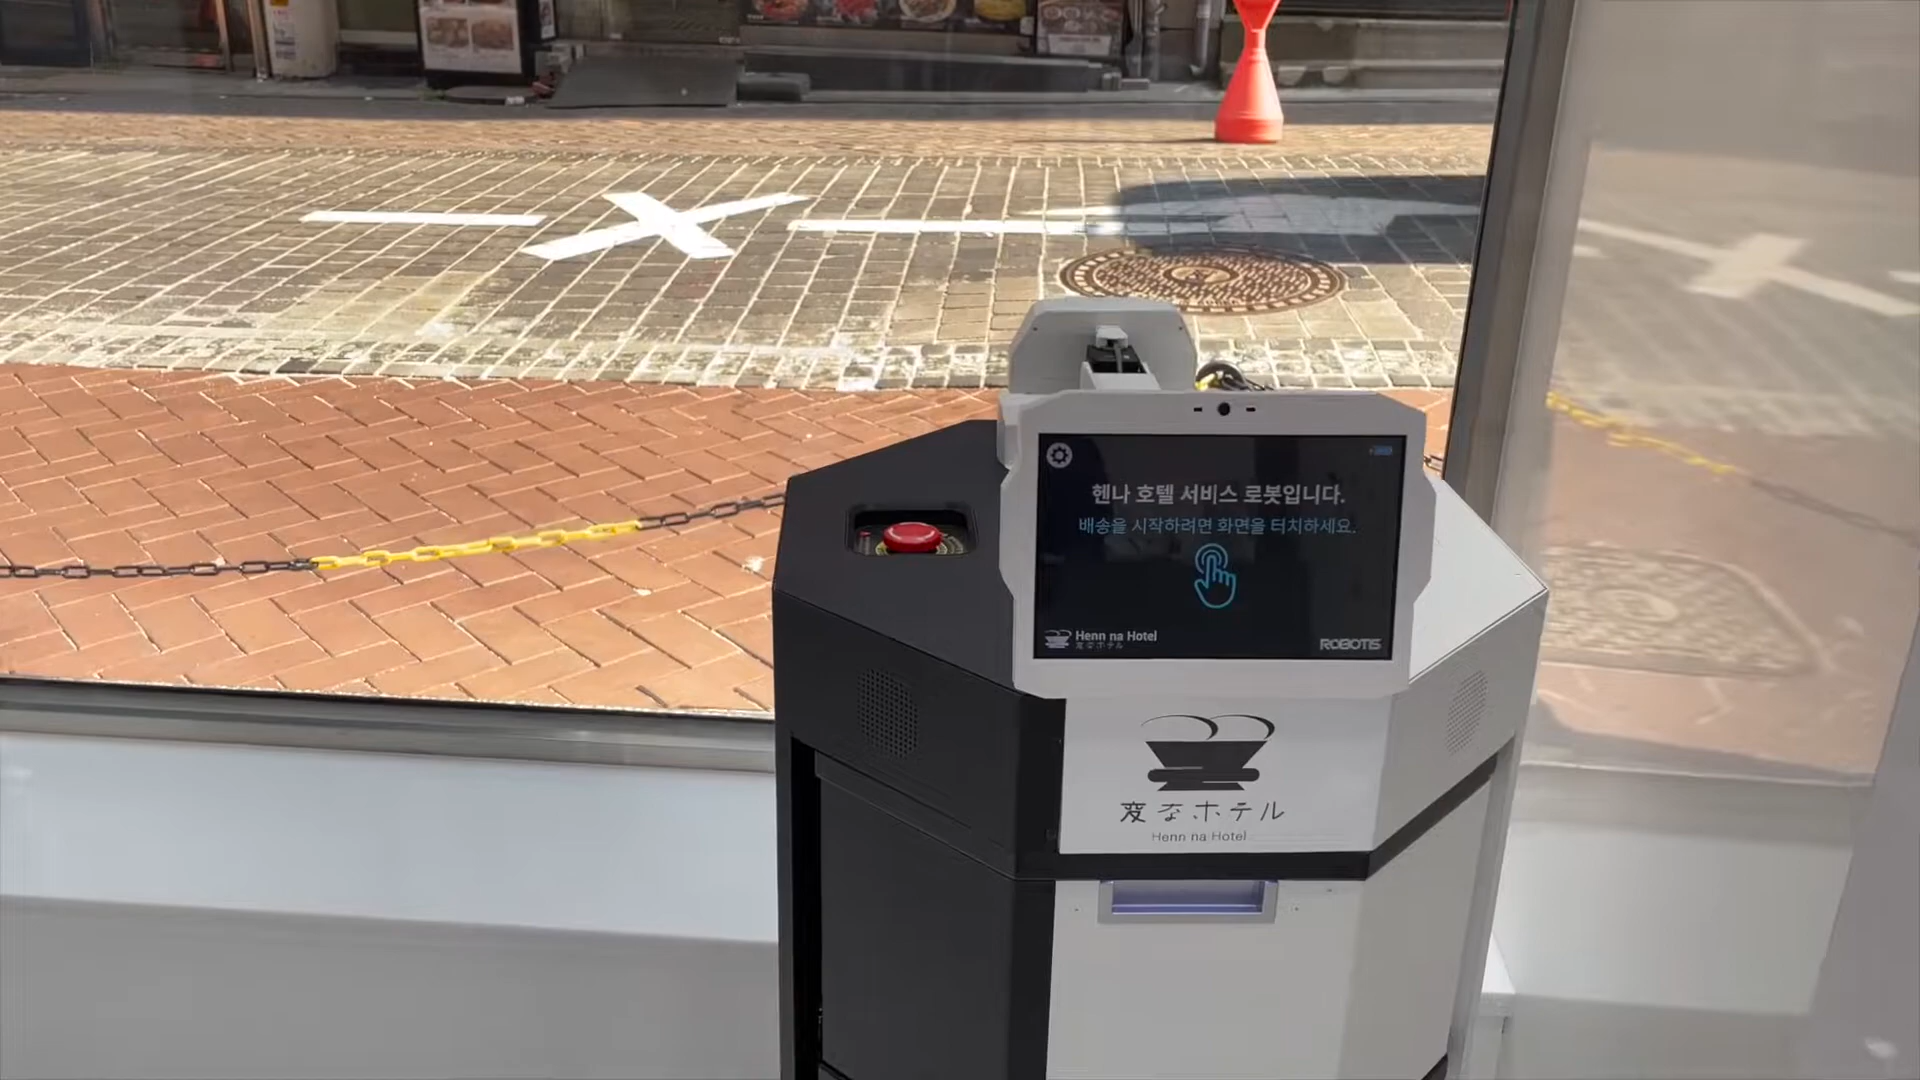 헨나 호텔 서비스 로봇입니다.
배송을 시작하려면 화면을 터치하세요.
Henn na Hotel
変なホテル
ROBOTIS
変なホテル
Henn na Hotel